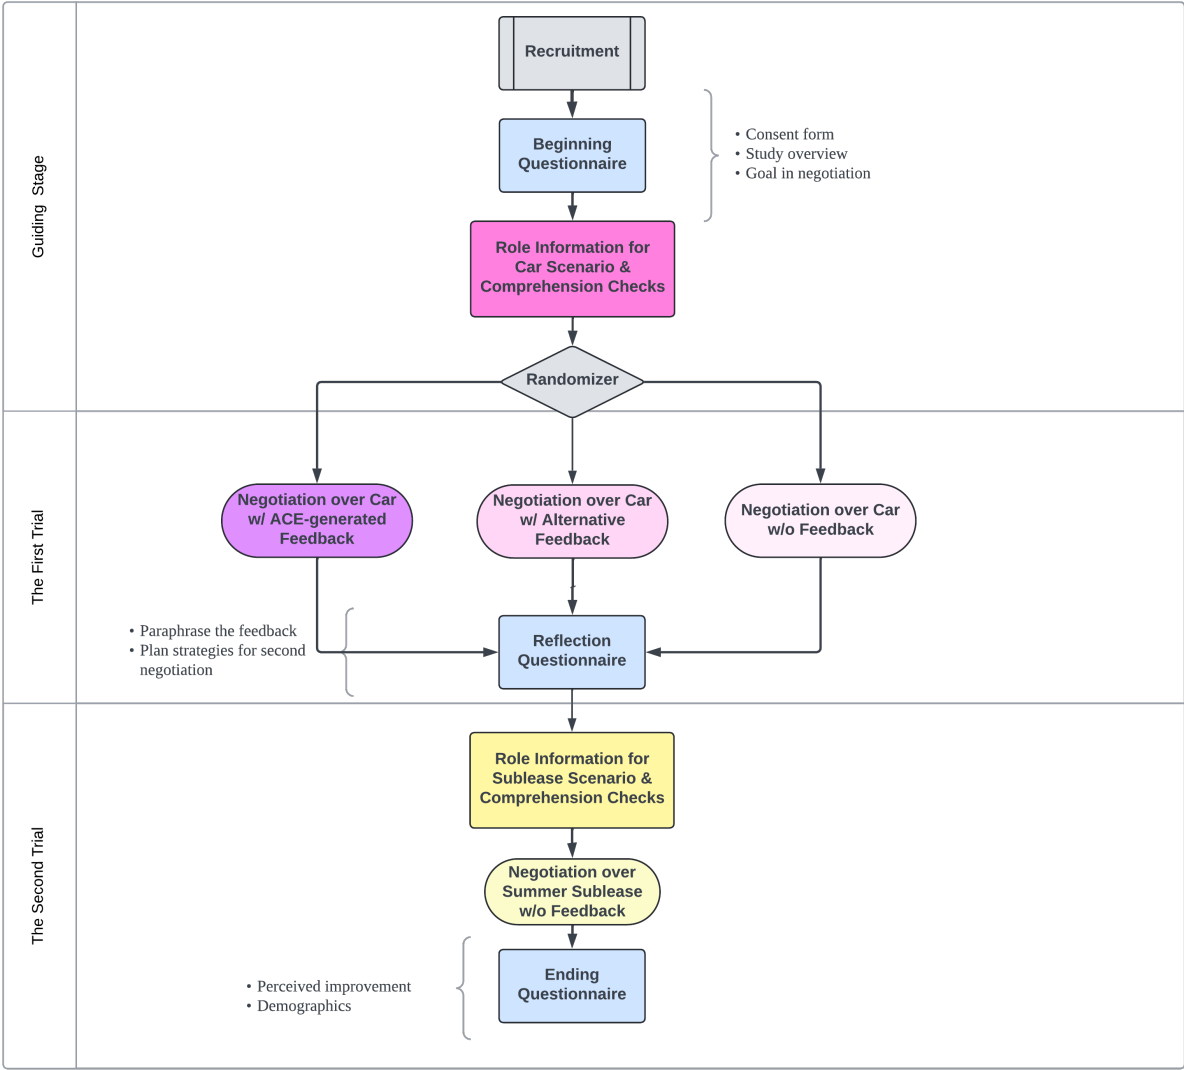 Guiding Stage
Recruitment
Beginning
Questionnaire
• Consent form
• Study overview
• Goal in negotiation
Role Information for
Car Scenario &
Comprehension Checks
Randomizer
The First Trial
Negotiation over Car
w/ ACE-generated
Feedback
Negotiation over Car
w/ Alternative
Feedback
Negotiation over Car
w/o Feedback
• Paraphrase the feedback
• Plan strategies for second
negotiation
Reflection
Questionnaire
The Second Trial
Role Information for
Sublease Scenario &
Comprehension Checks
Negotiation over
Summer Sublease
w/o Feedback
• Perceived improvement
• Demographics
Ending
Questionnaire